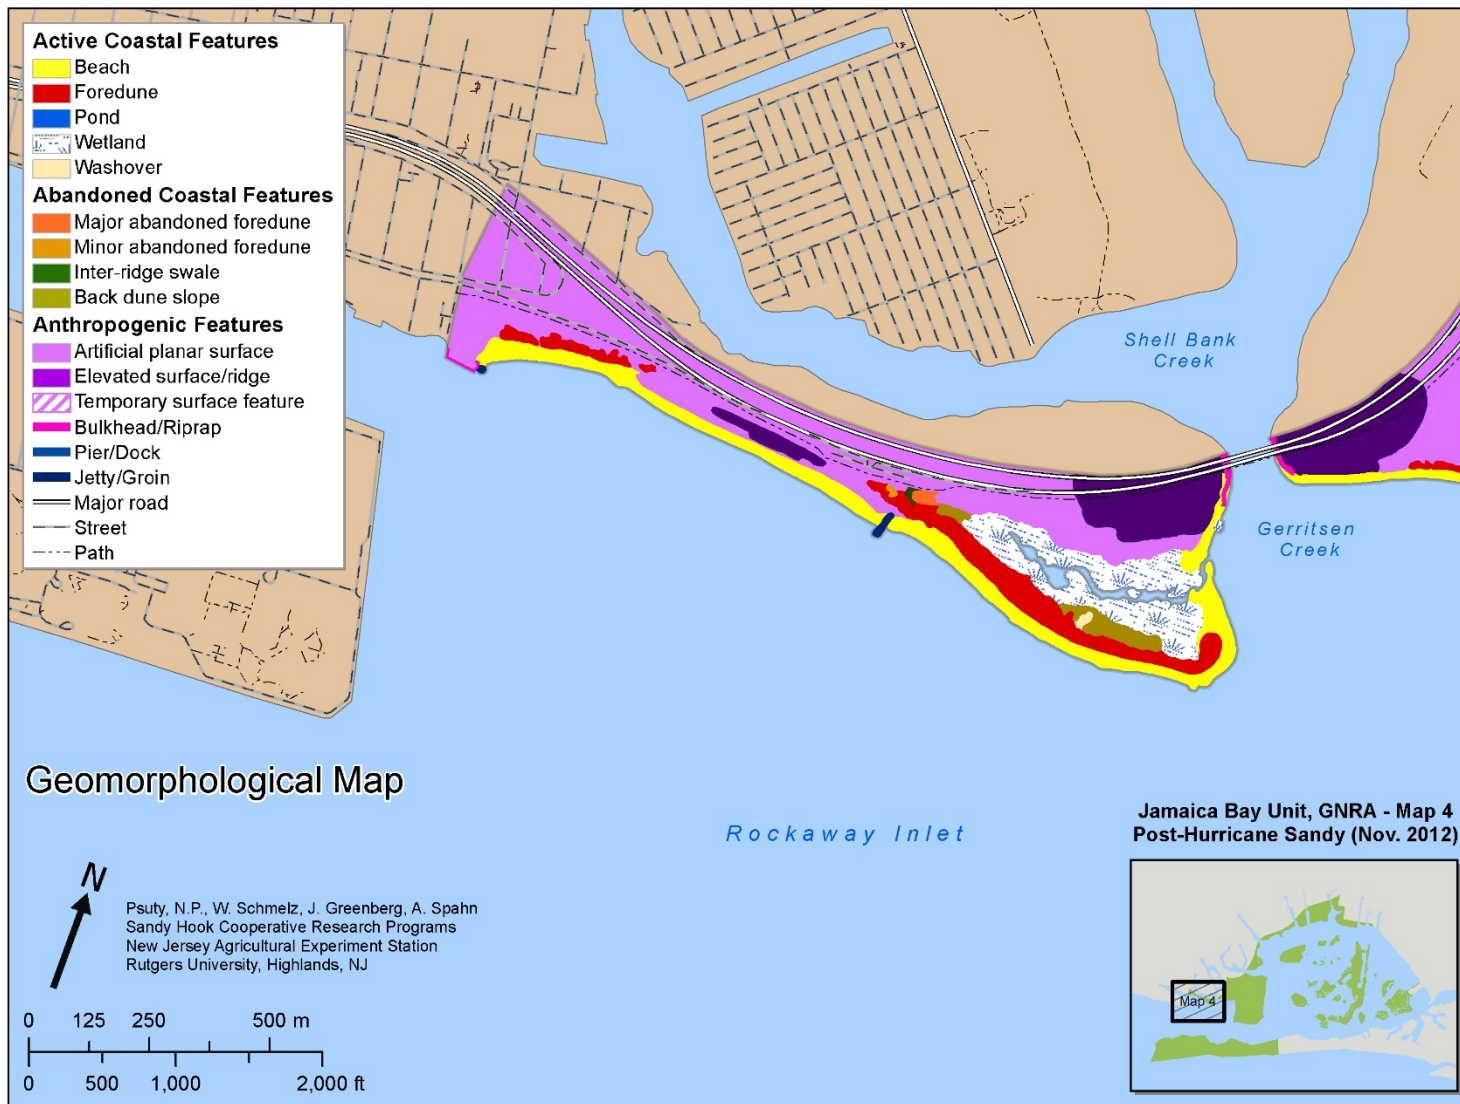 Active Coastal Features
Beach
Foredune
Pond
Wetland
Washover
Abandoned Coastal Features
Major abandoned foredune
Minor abandoned foredune
Inter-ridge swale
Back dune slope
Anthropogenic Features
Artificial planar surface
Elevated surface/ridge
Temporary surface feature
Bulkhead/Riprap
Pier/Dock
Jetty/Groin
Major road
Street
Path
Shell Bank
Creek
Gerritsen
Creek
Geomorphological Map
Rockaway Inlet
N
Psuty, N.P., W. Schmelz, J. Greenberg, A. Spahn
Sandy Hook Cooperative Research Programs
New Jersey Agricultural Experiment Station
Rutgers University, Highlands, NJ
0 125 250 500 m
0 500 1,000 2,000 ft
Jamaica Bay Unit, GNRA - Map 4
Post-Hurricane Sandy (Nov. 2012)
Map 4